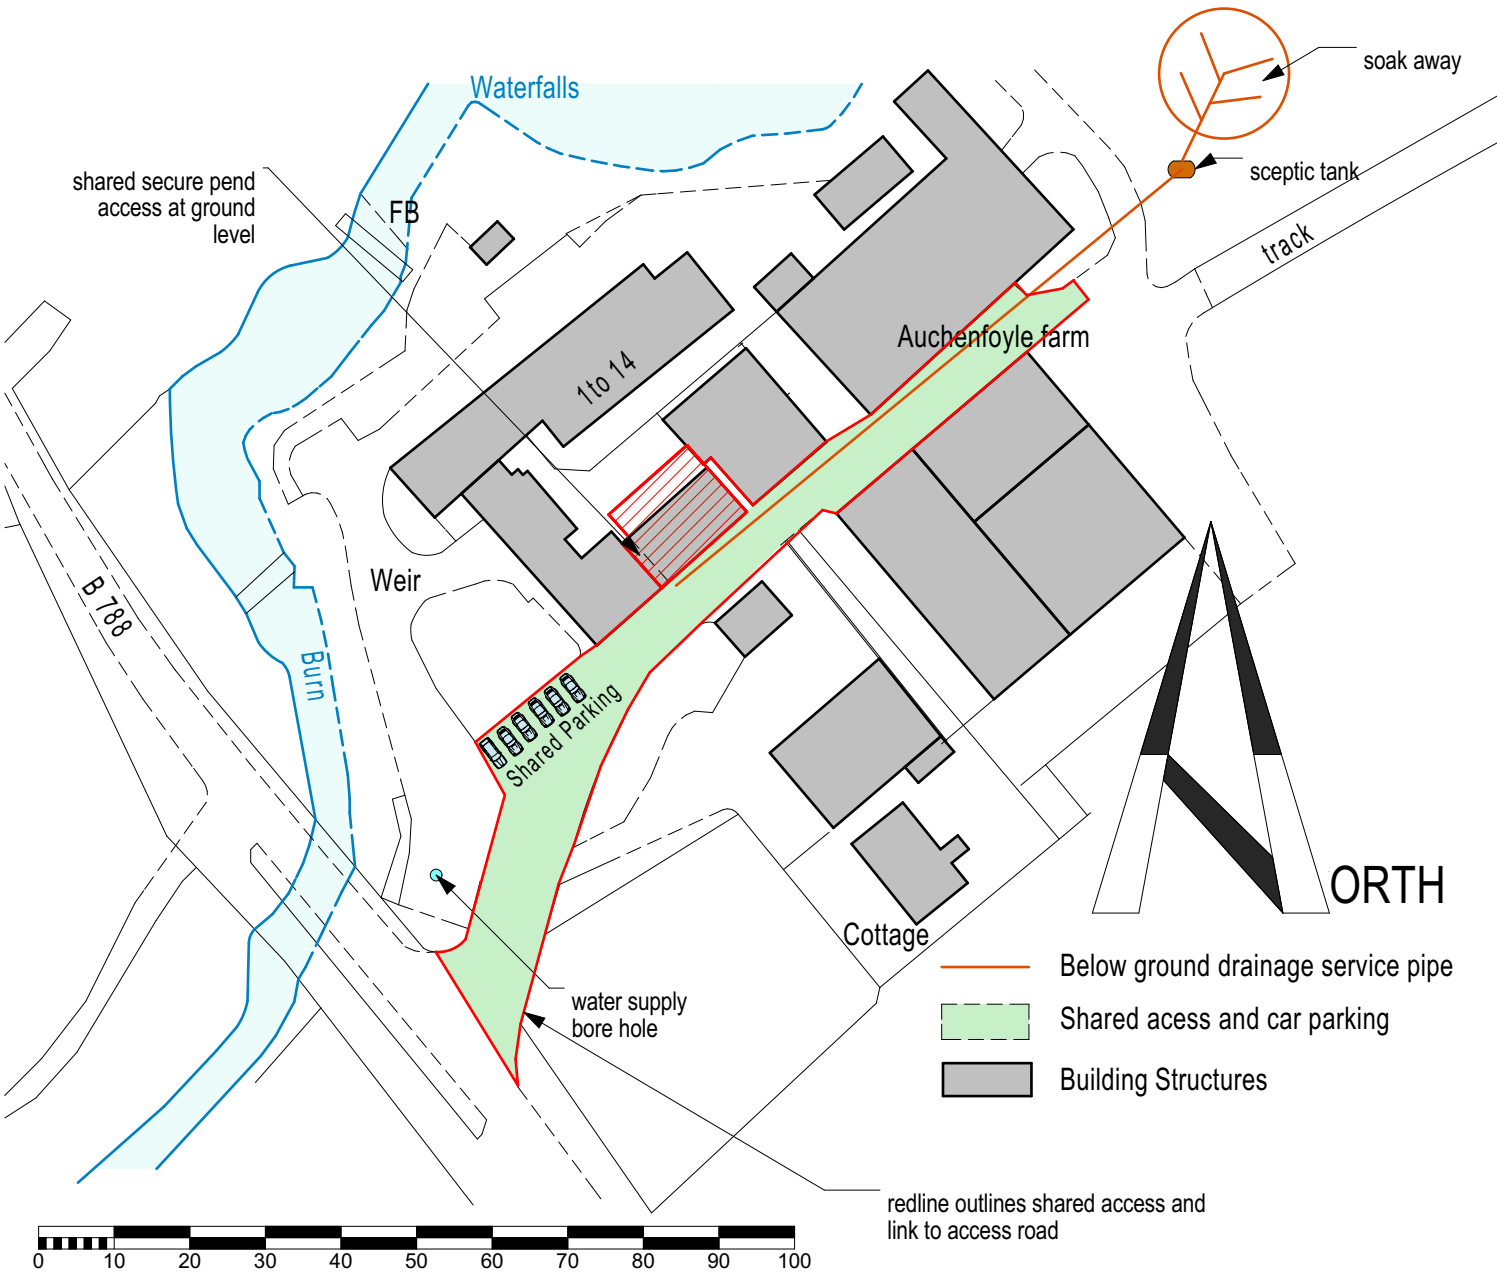 Waterfalls
soak away
sceptic tank
track
shared secure pend
access at ground
level
FB
Auchenfoyle farm
1to 14
Weir
B 788
Burn
Shared Parking
Cottage
water supply
bore hole
ORTH
Below ground drainage service pipe
Shared acess and car parking
Building Structures
redline outlines shared access and
link to access road
0 10 20 30 40 50 60 70 80 90 100